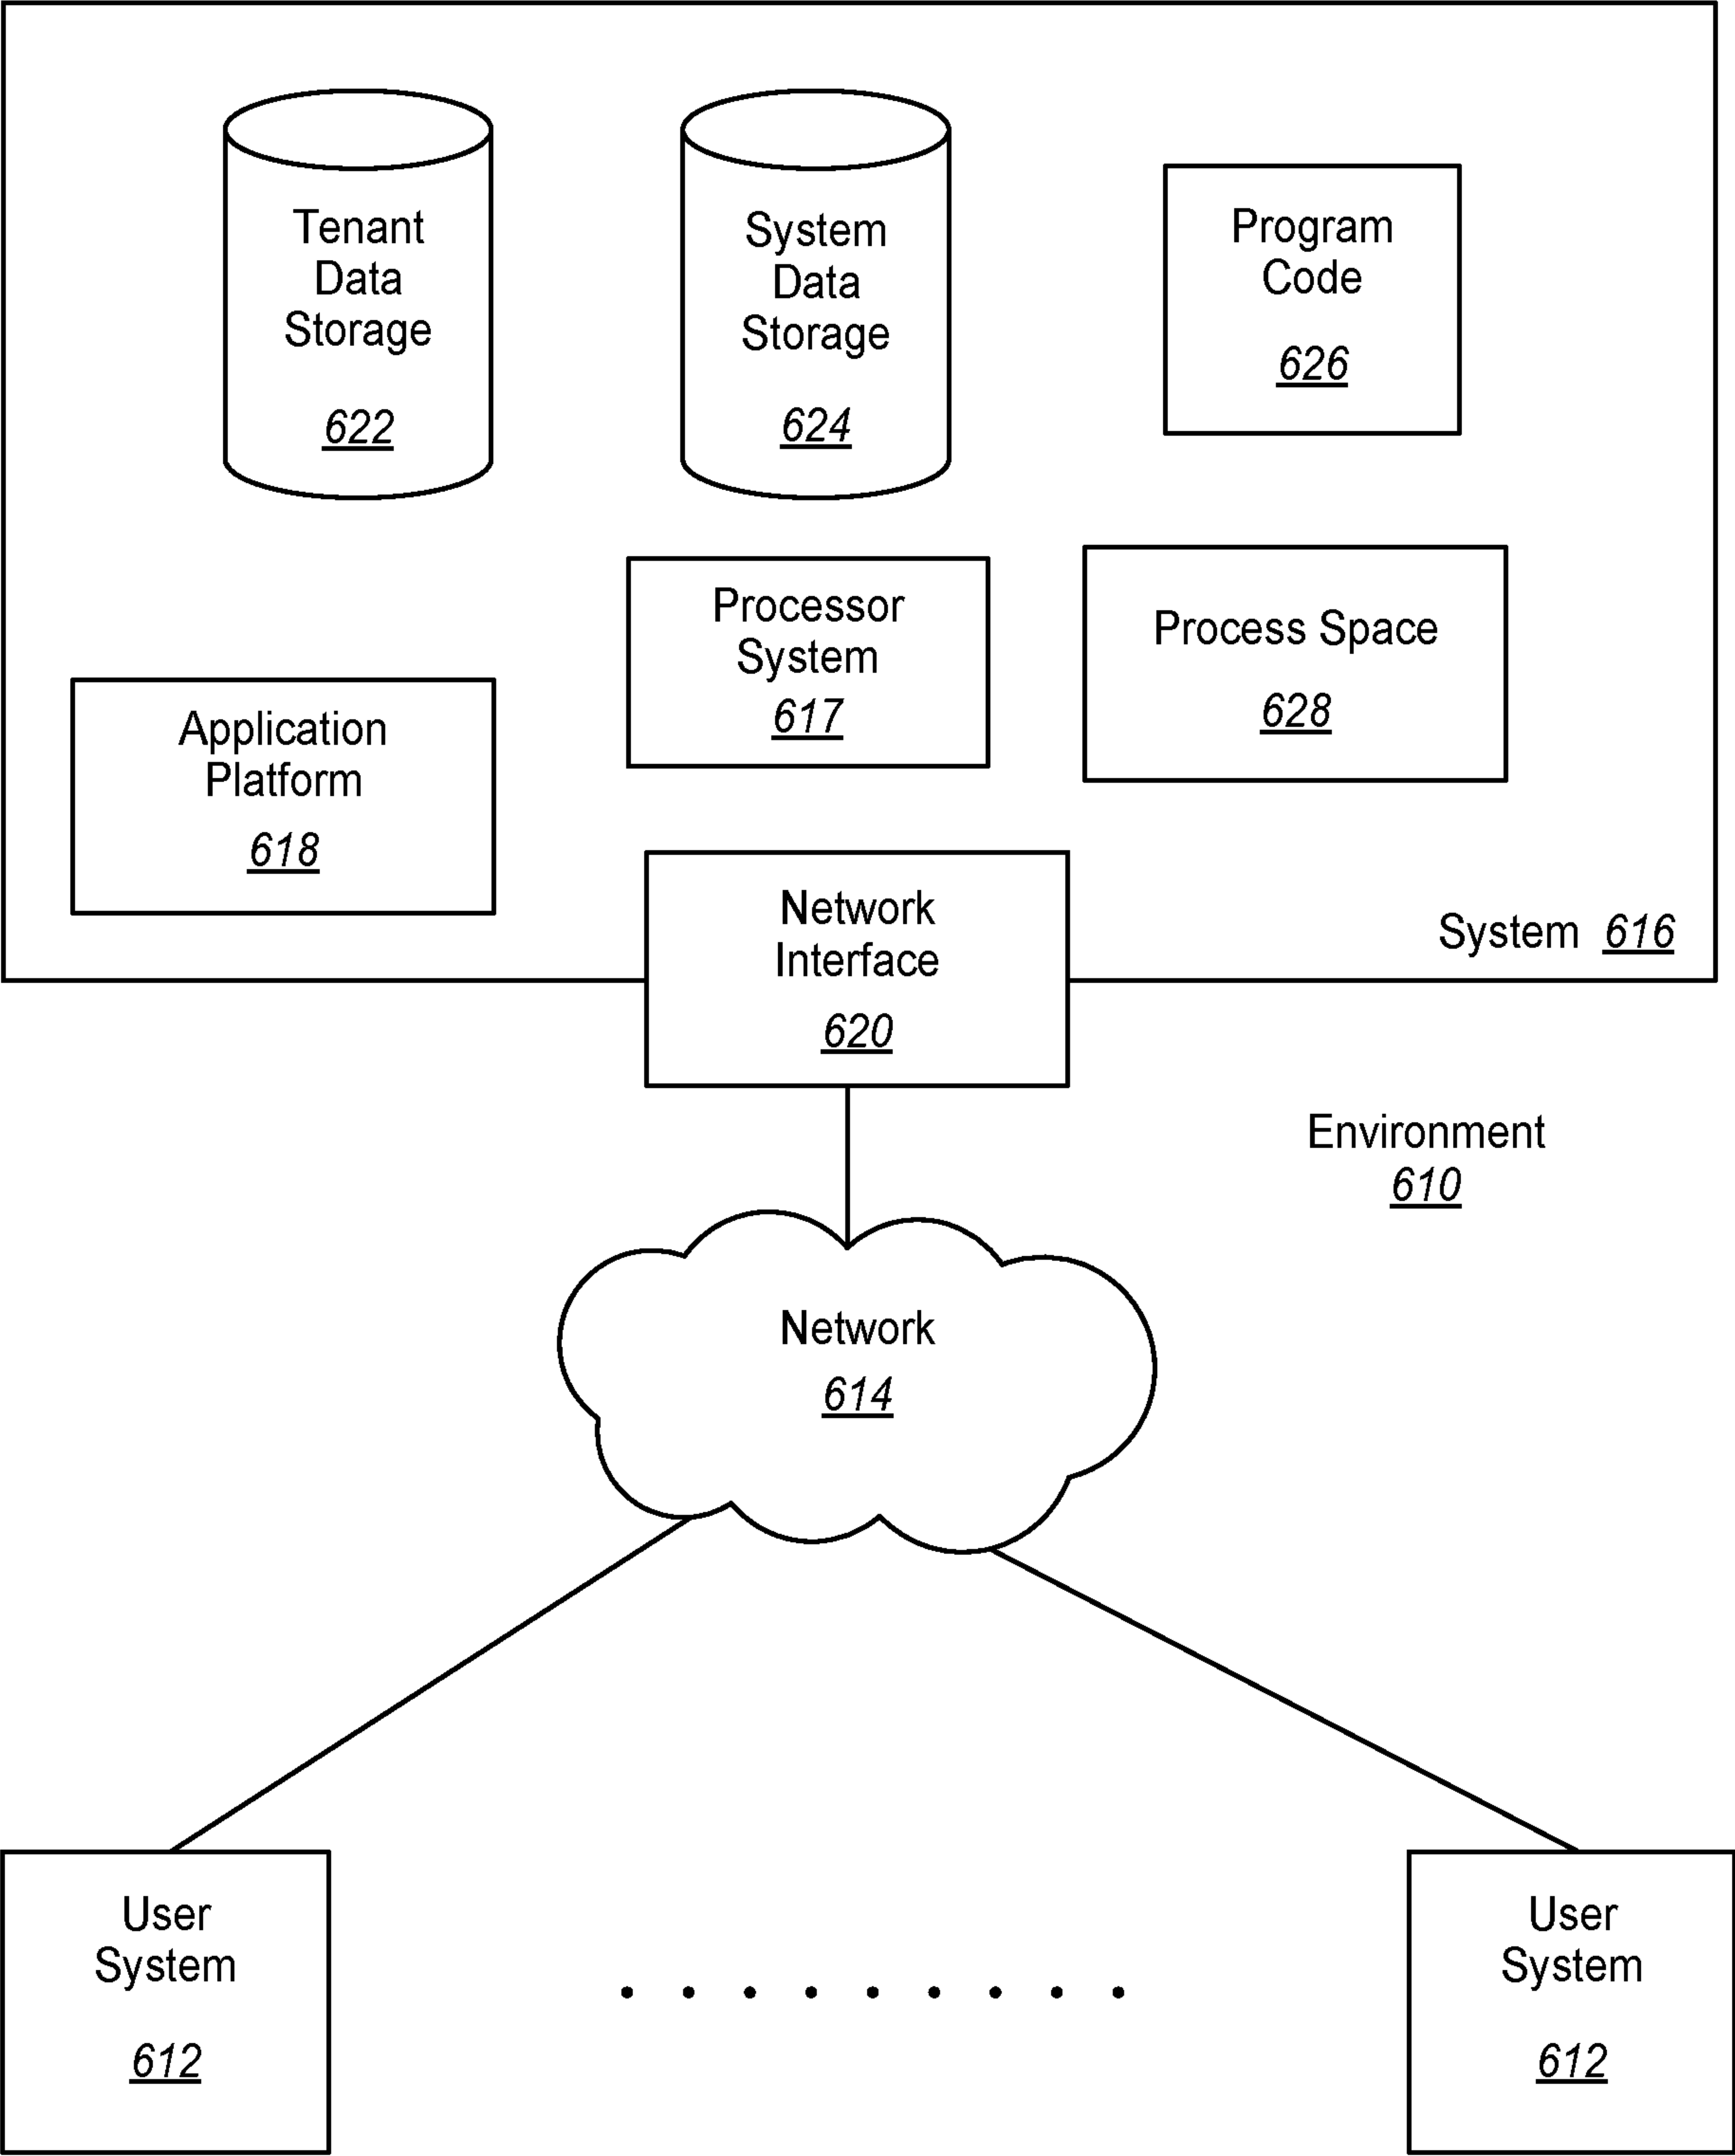 Tenant
Data
Storage
622
System
Data
Storage
624
Program
Code
626
Processor
System
617
Process Space
628
Application
Platform
618
Network
Interface
620
System 616
Environment
610
Network
614
User
System
612
User
System
612